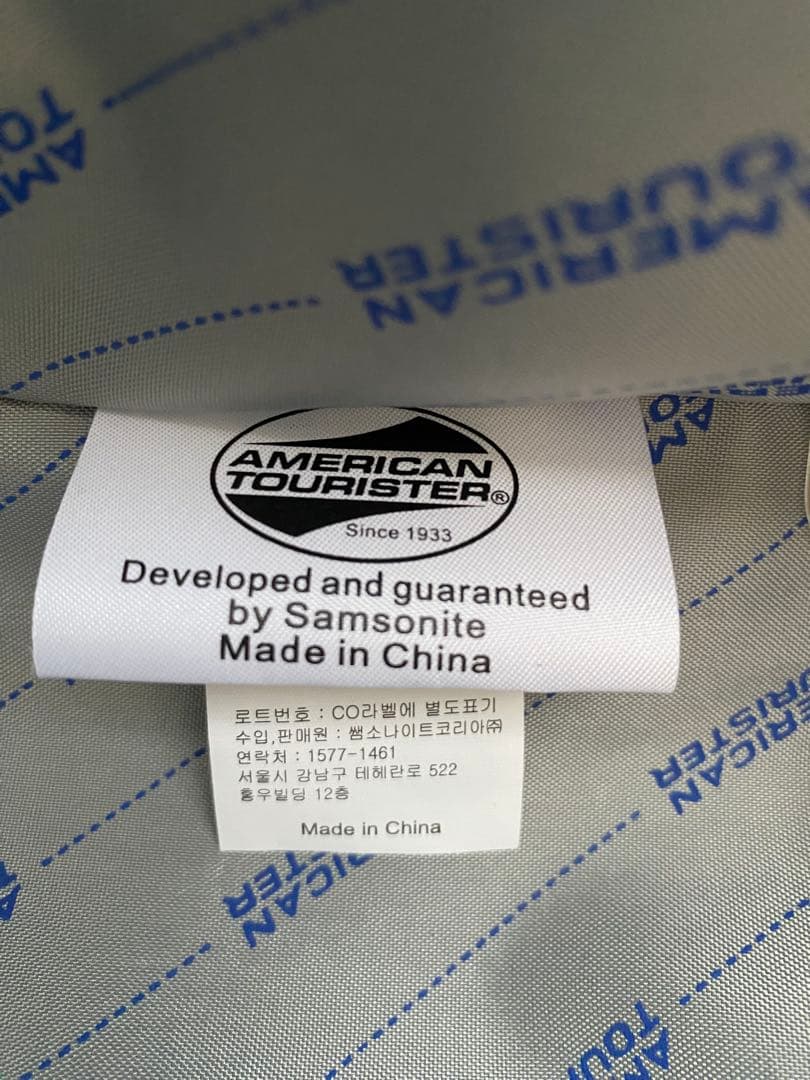 AMERICAN
TOURISTER
AMERICAN
TOURISTER®
Since 1933
Developed and guaranteed
by Samsonite
Made in China
로트번호 : CO라벨에 별도표기
수입,판매원 : 쌤소나이트코리아㈜
연락처 : 1577-1461
서울시 강남구 테헤란로 522
홍우빌딩 12층
Made in China